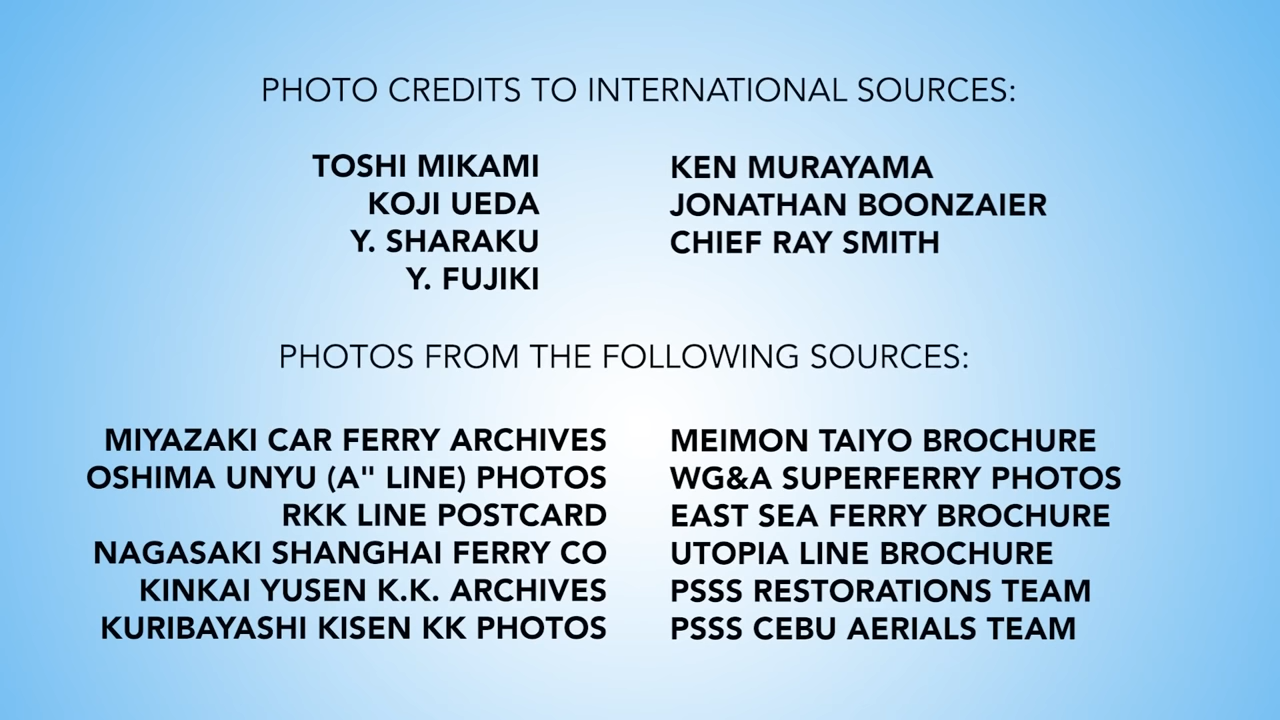 PHOTO CREDITS TO INTERNATIONAL SOURCES:
TOSHI MIKAMI
KOJI UEDA
Y. SHARAKU
Y. FUJIKI
KEN MURAYAMA
JONATHAN BOONZAIER
CHIEF RAY SMITH
PHOTOS FROM THE FOLLOWING SOURCES:
MIYAZAKI CAR FERRY ARCHIVES
OSHIMA UNYU (A" LINE) PHOTOS
RKK LINE POSTCARD
NAGASAKI SHANGHAI FERRY CO
KINKAI YUSEN K.K. ARCHIVES
KURIBAYASHI KISEN KK PHOTOS
MEIMON TAIYO BROCHURE
WG&A SUPERFERRY PHOTOS
EAST SEA FERRY BROCHURE
UTOPIA LINE BROCHURE
PSSS RESTORATIONS TEAM
PSSS CEBU AERIALS TEAM